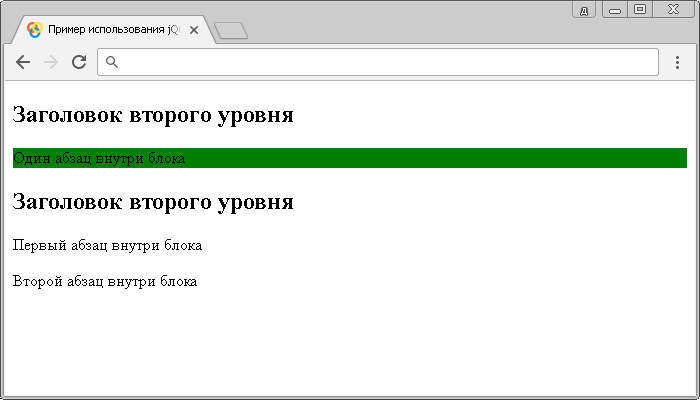 д
Пример использования jQ
Заголовок второго уровня
Один абзац внутри блока
Заголовок второго уровня
Первый абзац внутри блока
Второй абзац внутри блока